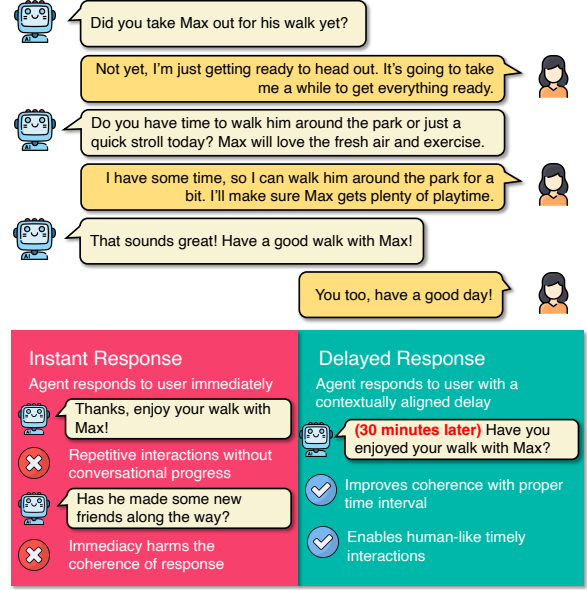 Did you take Max out for his walk yet?
AI
Not yet, I'm just getting ready to head out. It's going to take
me a while to get everything ready.
Do you have time to walk him around the park or just a
quick stroll today? Max will love the fresh air and exercise.
AI
I have some time, so I can walk him around the park for a
bit. I'll make sure Max gets plenty of playtime.
That sounds great! Have a good walk with Max!
AI
You too, have a good day!
Instant Response
Agent responds to user immediately
Thanks, enjoy your walk with
Max!
AI
Repetitive interactions without
conversational progress
Has he made some new
friends along the way?
AI
Immediacy harms the
coherence of response
Delayed Response
Agent responds to user with a
contextually aligned delay
(30 minutes later) Have you
enjoyed your walk with Max?
AI
Improves coherence with proper
time interval
Enables human-like timely
interactions